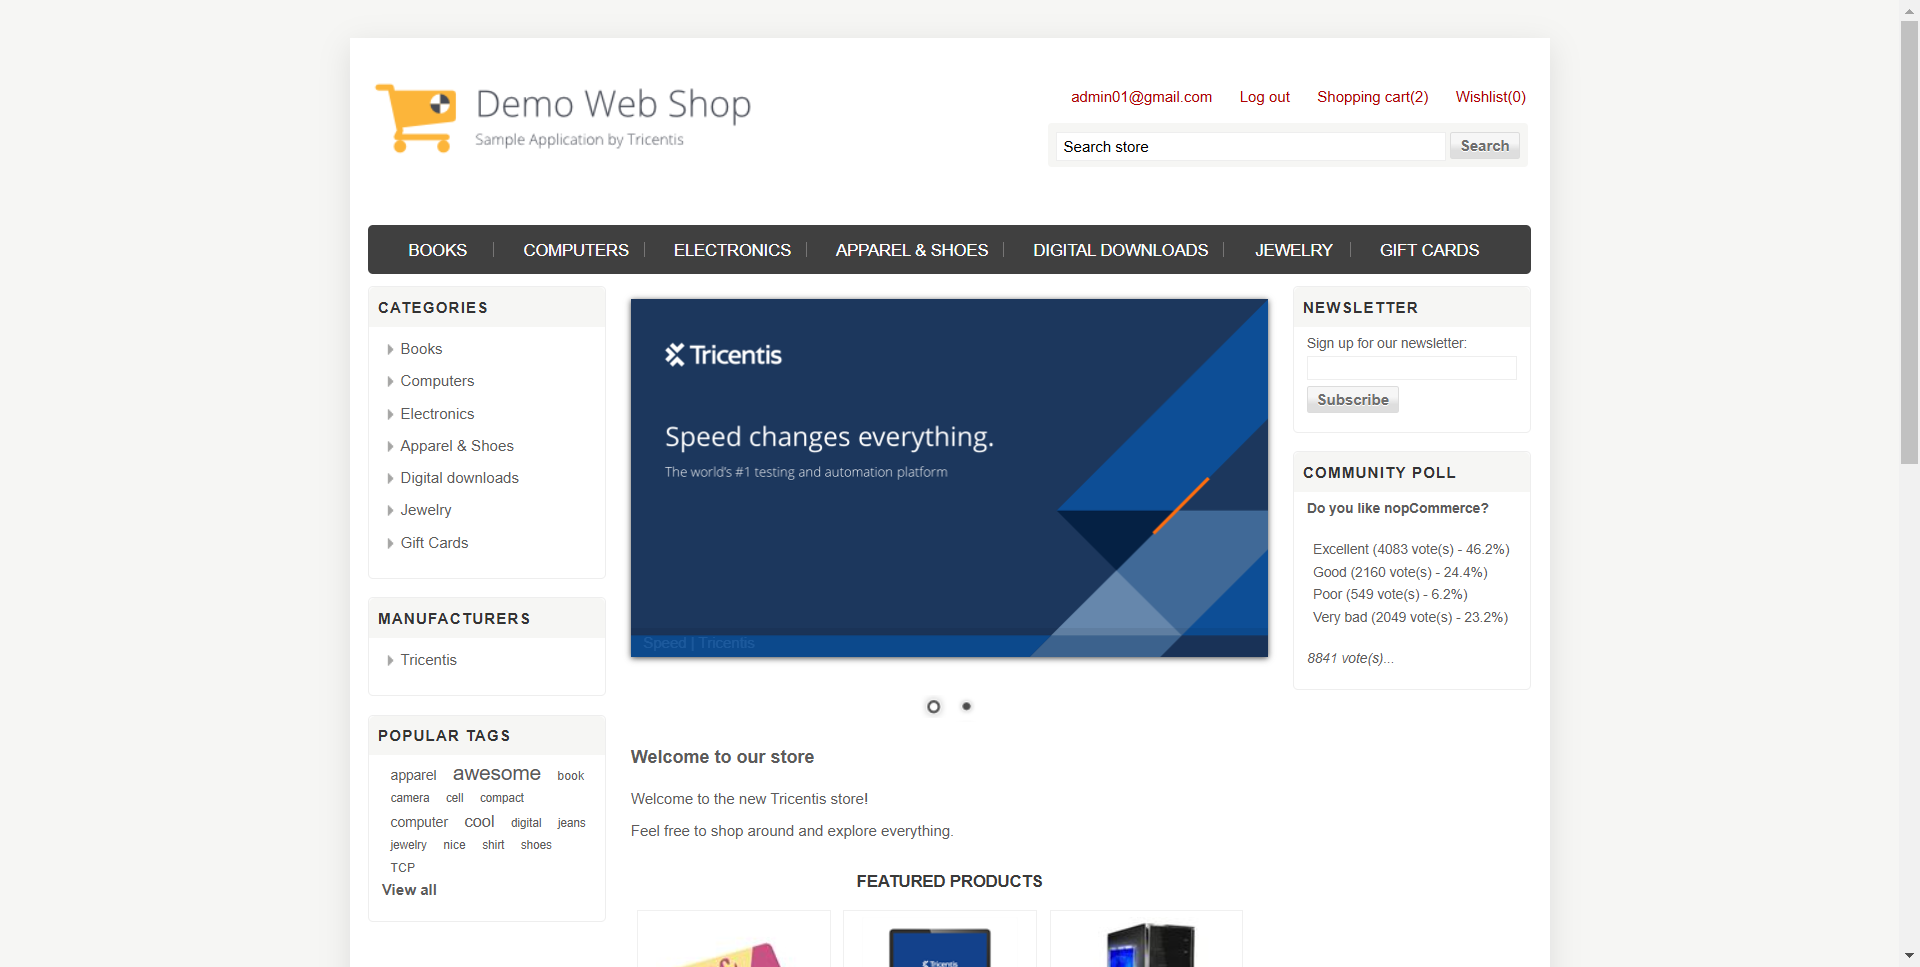 Demo Web Shop
Sample Application by Tricentis
admin01@gmail.com Log out Shopping cart(2) Wishlist(0)
Search store Search
BOOKS COMPUTERS ELECTRONICS APPAREL & SHOES DIGITAL DOWNLOADS JEWELRY GIFT CARDS
CATEGORIES
Books
Computers
Electronics
Apparel & Shoes
Digital downloads
Jewelry
Gift Cards
MANUFACTURERS
Tricentis
POPULAR TAGS
apparel awesome book
camera cell compact
computer cool digital jeans
jewelry nice shirt shoes
TCP
View all
Tricentis
Speed changes everything.
The world's #1 testing and automation platform
Speed | Tricentis
Welcome to our store
Welcome to the new Tricentis store!
Feel free to shop around and explore everything.
FEATURED PRODUCTS
Tricentis
NEWSLETTER
Sign up for our newsletter:
Subscribe
COMMUNITY POLL
Do you like nopCommerce?
Excellent (4083 vote(s) - 46.2%)
Good (2160 vote(s) - 24.4%)
Poor (549 vote(s) - 6.2%)
Very bad (2049 vote(s) - 23.2%)
8841 vote(s)...